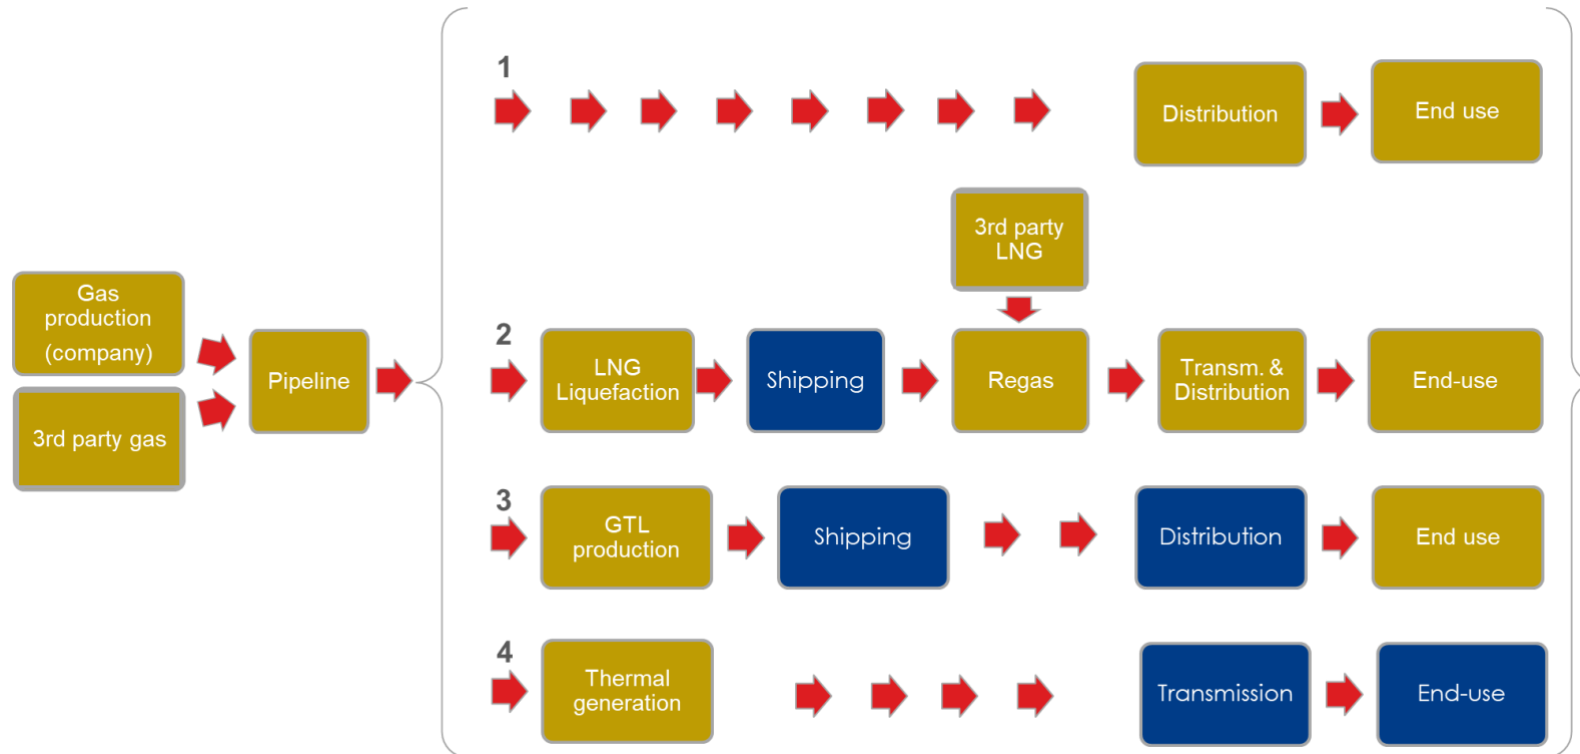 1
Distribution
End use
3rd party
LNG
Gas
production
(company)
3rd party gas
Pipeline
2
LNG
Liquefaction
Shipping
Regas
Transm. &
Distribution
End-use
3
GTL
production
Shipping
Distribution
End use
4
Thermal
generation
Transmission
End-use